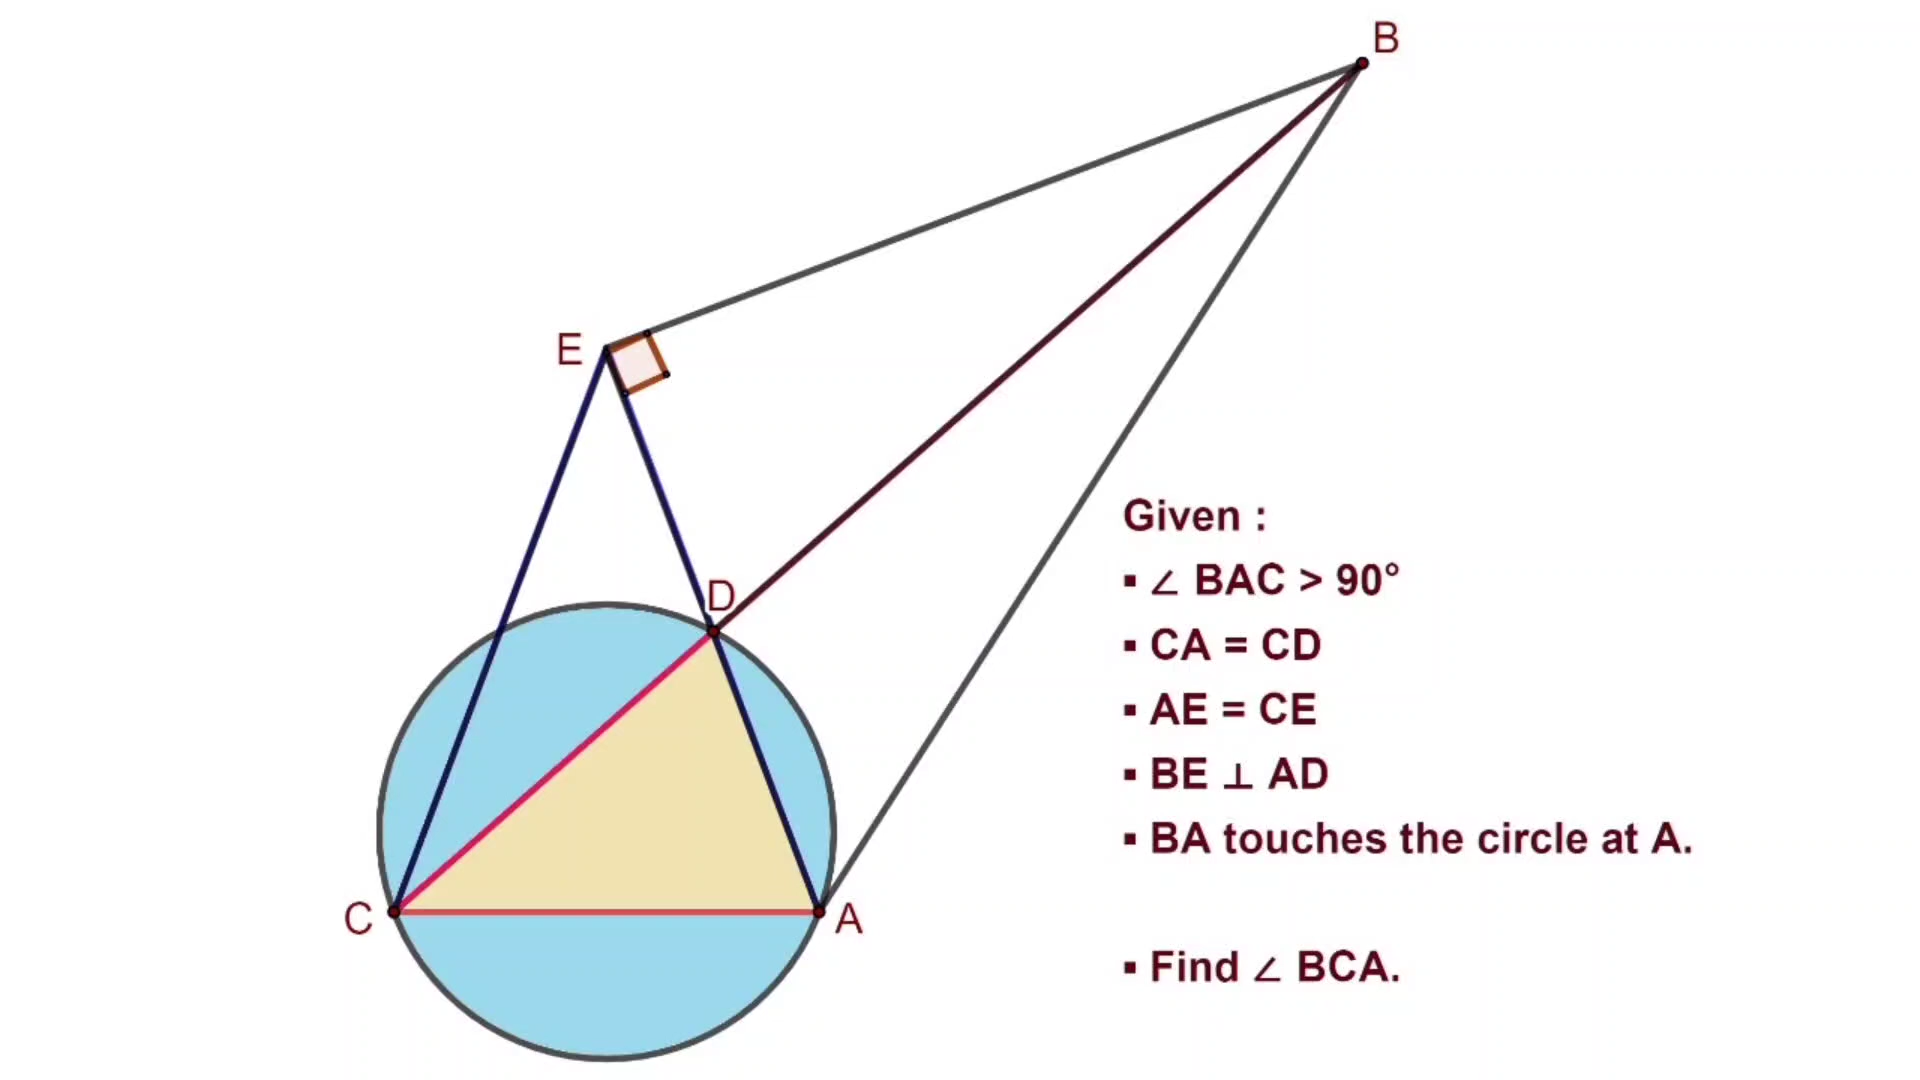 B
E
D
C
A
Given :
▪ ∠ BAC > 90°
▪ CA = CD
▪ AE = CE
▪ BE ⊥ AD
▪ BA touches the circle at A.
▪ Find ∠ BCA.